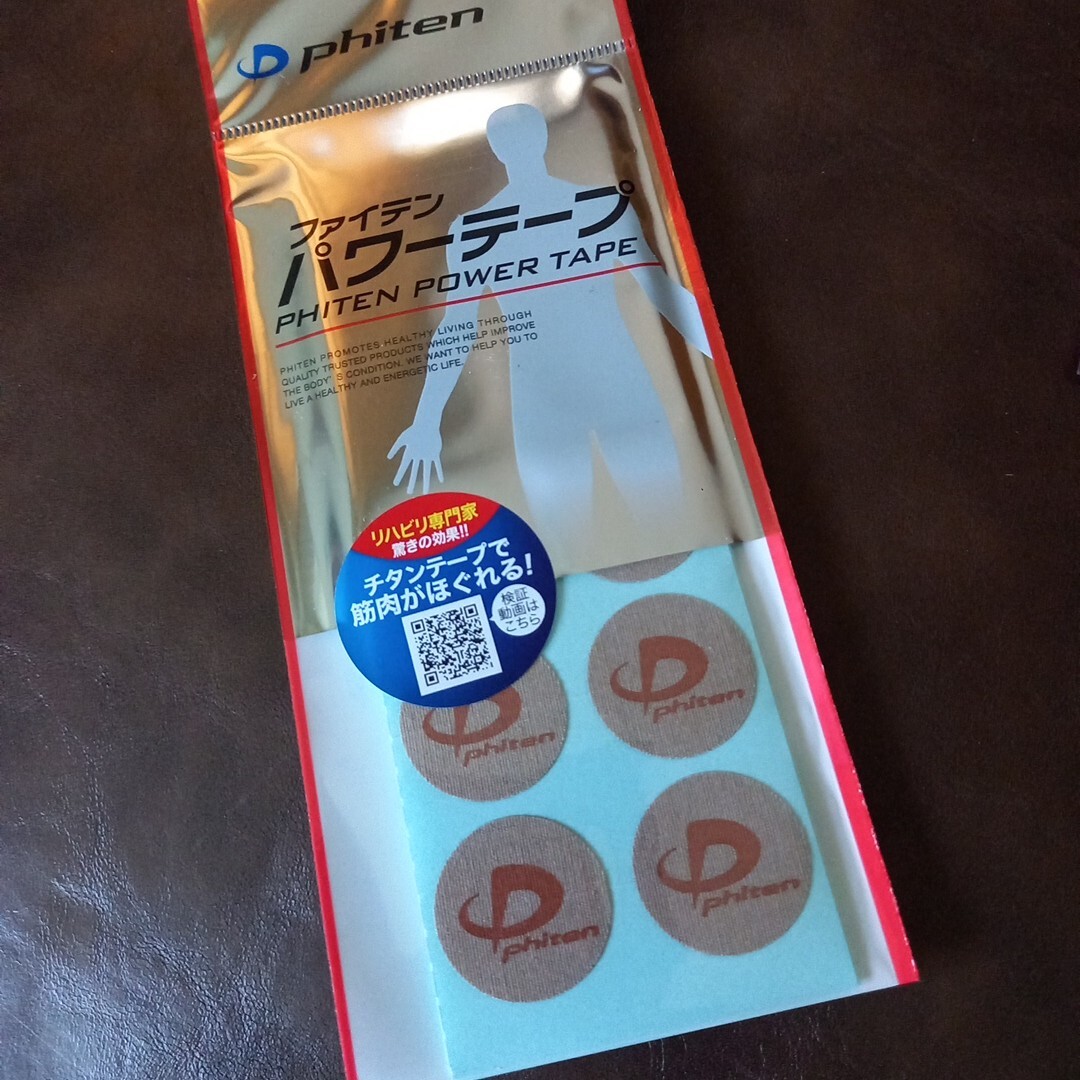 phiten
ファイテン
パワーテープ
PHITEN POWER TAPE
PHITEN PROMOTES HEALTHY LIVING THROUGH
QUALITY TRUSTED PRODUCTS WHICH HELP IMPROVE
THE BODY'S CONDITION. WE WANT TO HELP YOU TO
LIVE A HEALTHY AND ENERGETIC LIFE.
リハビリ専門家
驚きの効果!!
チタンテープで
筋肉がほぐれる!
検証
動画は
こちら
phiten
phiten
phiten
phiten